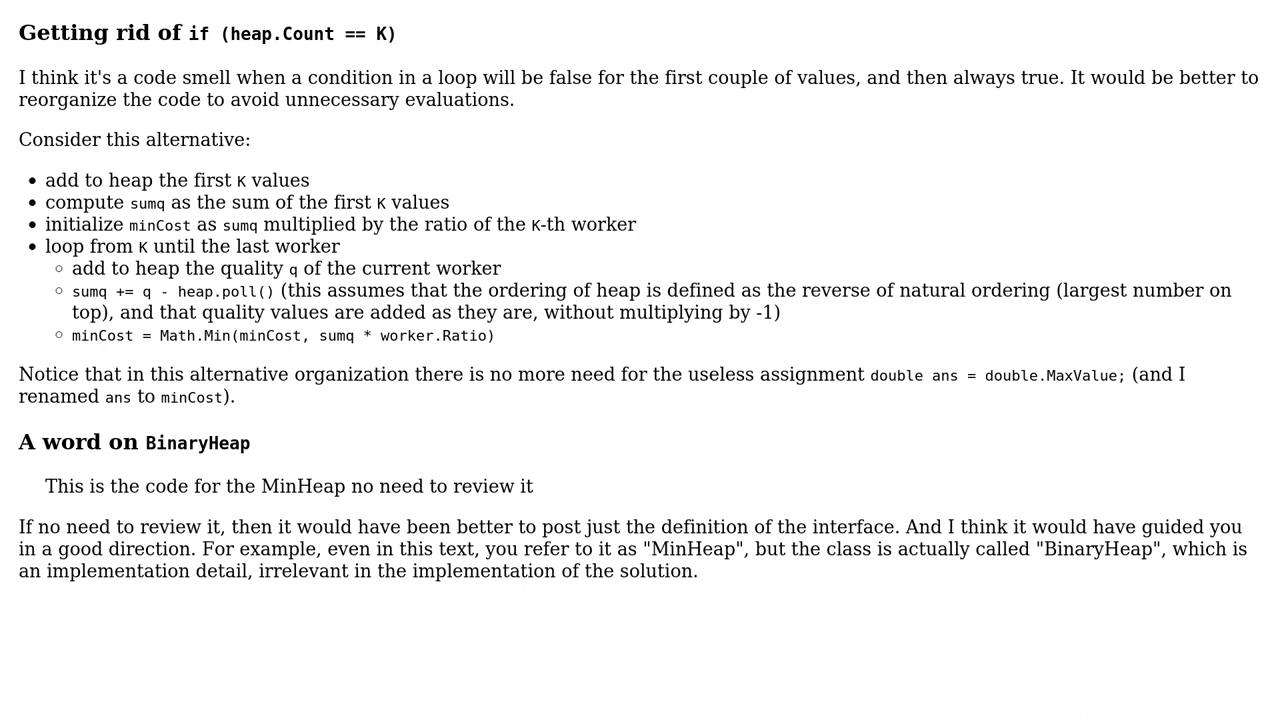 Getting rid of if (heap.Count == K)
I think it's a code smell when a condition in a loop will be false for the first couple of values, and then always true. It would be better to
reorganize the code to avoid unnecessary evaluations.
Consider this alternative:
• add to heap the first K values
• compute sumq as the sum of the first K values
• initialize minCost as sumq multiplied by the ratio of the K-th worker
• loop from K until the last worker
◦ add to heap the quality q of the current worker
◦ sumq += q - heap.poll() (this assumes that the ordering of heap is defined as the reverse of natural ordering (largest number on
top), and that quality values are added as they are, without multiplying by -1)
◦ minCost = Math.Min(minCost, sumq * worker.Ratio)
Notice that in this alternative organization there is no more need for the useless assignment double ans = double.MaxValue; (and I
renamed ans to minCost).
A word on BinaryHeap
This is the code for the MinHeap no need to review it
If no need to review it, then it would have been better to post just the definition of the interface. And I think it would have guided you
in a good direction. For example, even in this text, you refer to it as "MinHeap", but the class is actually called "BinaryHeap", which is
an implementation detail, irrelevant in the implementation of the solution.